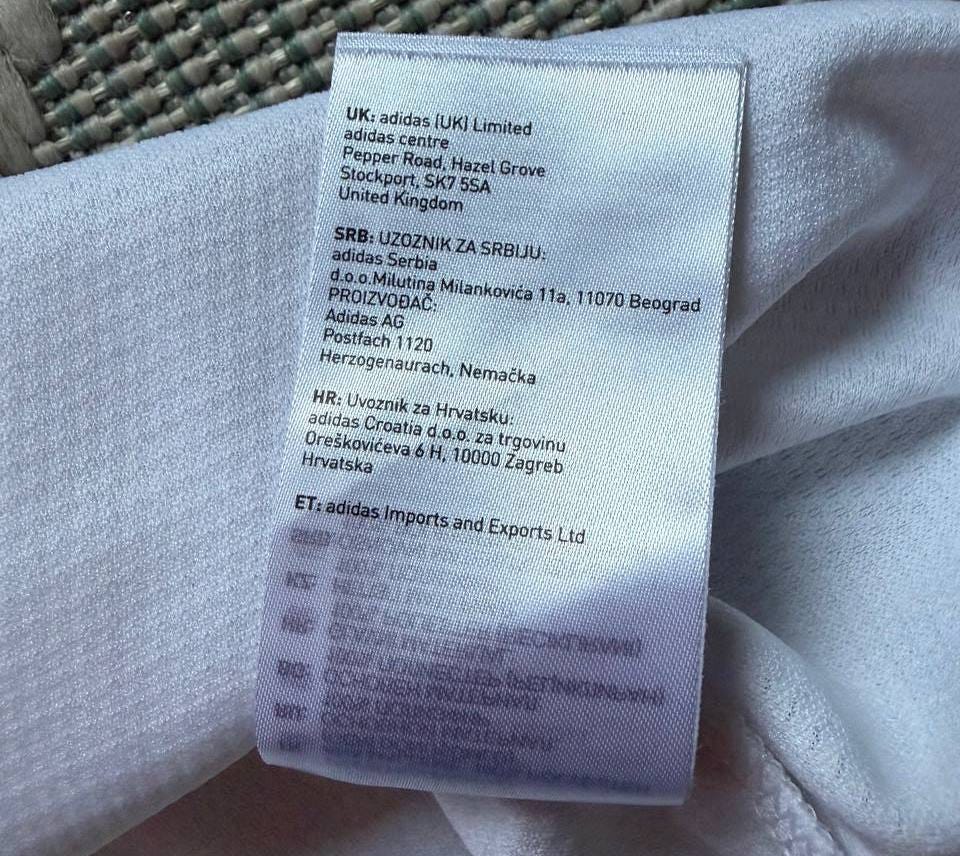 UK: adidas (UK) Limited
adidas centre
Pepper Road, Hazel Grove
Stockport, SK7 5SA
United Kingdom
SRB: UZOZNIK ZA SRBIJU:
adidas Serbia
d.o.o.Milutina Milankovića 11a, 11070 Beograd
PROIZVOĐAČ:
Adidas AG
Postfach 1120
Herzogenaurach, Nemačka
HR: Uvoznik za Hrvatsku:
adidas Croatia d.o.o. za trgovinu
Oreškovićeva 6 H, 10000 Zagreb
Hrvatska
ET: adidas Imports and Exports Ltd